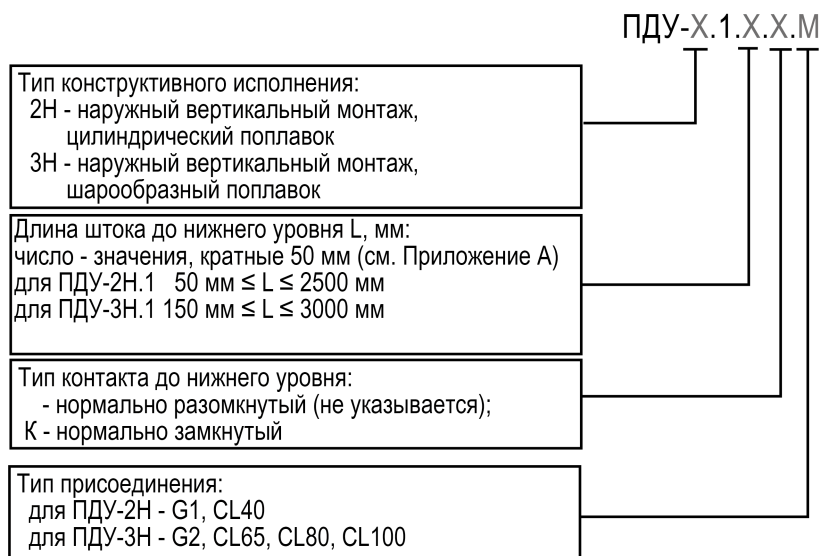 ПДУ-Х.1.Х.Х.М
Тип конструктивного исполнения:
2Н - наружный вертикальный монтаж,
цилиндрический поплавок
3Н - наружный вертикальный монтаж,
шарообразный поплавок
Длина штока до нижнего уровня L, мм:
число - значения, кратные 50 мм (см. Приложение А)
для ПДУ-2Н.1 50 мм ≤ L ≤ 2500 мм
для ПДУ-3Н.1 150 мм ≤ L ≤ 3000 мм
Тип контакта до нижнего уровня:
- нормально разомкнутый (не указывается);
К - нормально замкнутый
Тип присоединения:
для ПДУ-2Н - G1, CL40
для ПДУ-3Н - G2, CL65, CL80, CL100